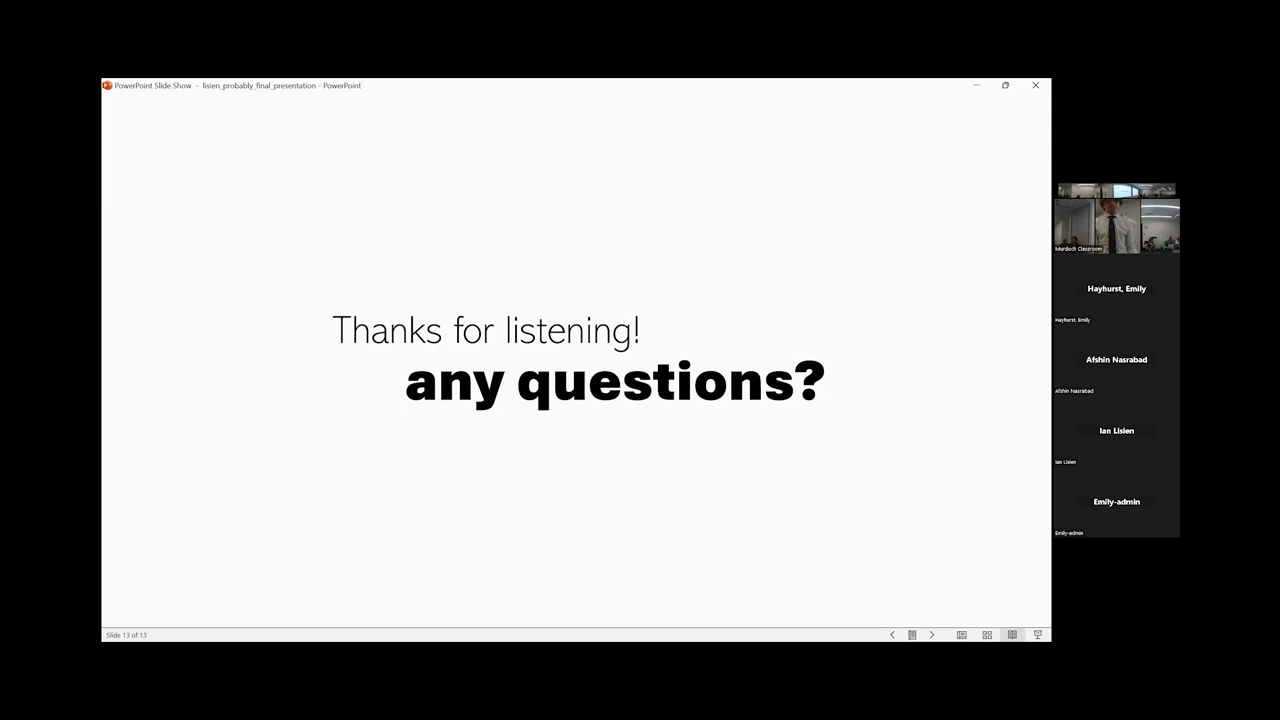 PowerPoint Slide Show - lisien_probably_final_presentation - PowerPoint
Thanks for listening!
any questions?
Slide 13 of 13
Murdoch Classroom
Hayhurst, Emily
Hayhurst, Emily
Afshin Nasrabad
Afshin Nasrabad
Ian Lisien
Ian Lisien
Emily-admin
Emily-admin